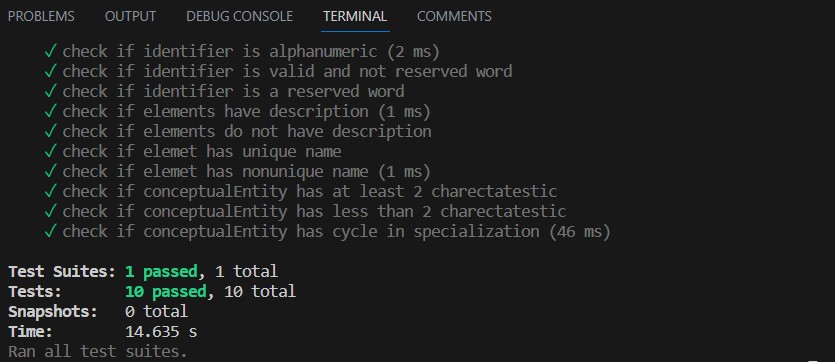 PROBLEMS OUTPUT DEBUG CONSOLE TERMINAL COMMENTS
✓ check if identifier is alphanumeric (2 ms)
✓ check if identifier is valid and not reserved word
✓ check if identifier is a reserved word
✓ check if elements have description (1 ms)
✓ check if elements do not have description
✓ check if elemet has unique name
✓ check if elemet has nonunique name (1 ms)
✓ check if conceptualEntity has at least 2 charectatestic
✓ check if conceptualEntity has less than 2 charectatestic
✓ check if conceptualEntity has cycle in specialization (46 ms)
Test Suites: 1 passed, 1 total
Tests: 10 passed, 10 total
Snapshots: 0 total
Time: 14.635 s
Ran all test suites.